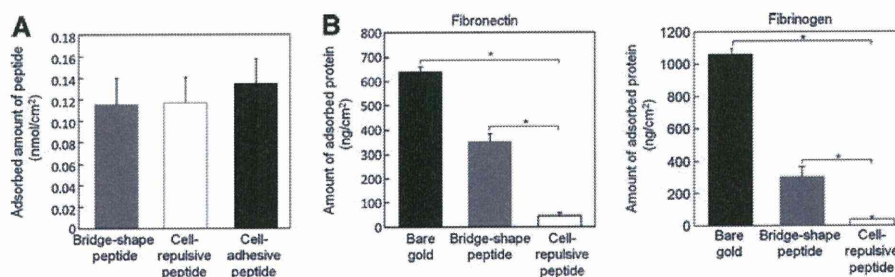 A
Adsorbed amount of peptide
(nmol/cm²)
0.18
0.16
0.14
0.12
0.10
0.08
0.06
0.04
0.02
0
Bridge-shape
peptide
Cell-
repulsive
peptide
Cell-
adhesive
peptide
B
Fibronectin
Amount of adsorbed protein
(ng/cm²)
800
700
600
500
400
300
200
100
0
*
*
Bare
gold
Bridge-shape
peptide
Cell-
repulsive
peptide
Fibrinogen
Amount of adsorbed protein
(ng/cm²)
1200
1000
800
600
400
200
0
*
*
Bare
gold
Bridge-shape
peptide
Cell-
repulsive
peptide